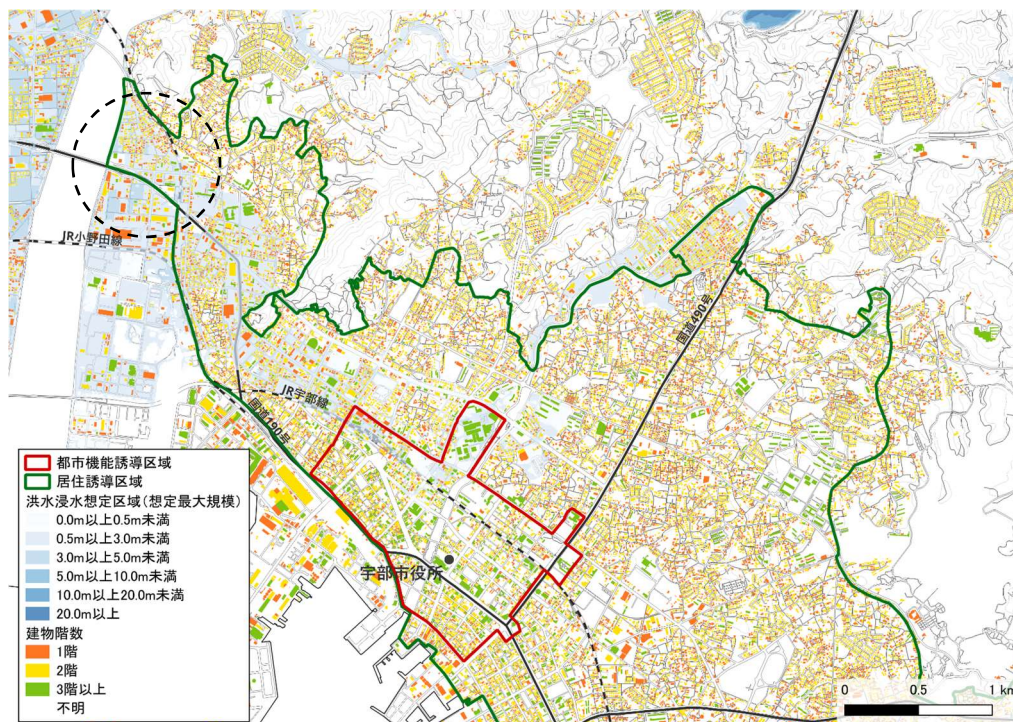 JR小野田線
国道490号
JR宇部線
国道490号
宇部市役所
都市機能誘導区域
居住誘導区域
洪水浸水想定区域(想定最大規模)
0.0m以上0.5m未満
0.5m以上3.0m未満
3.0m以上5.0m未満
5.0m以上10.0m未満
10.0m以上20.0m未満
20.0m以上
建物階数
1階
2階
3階以上
不明
0 0.5 1 km